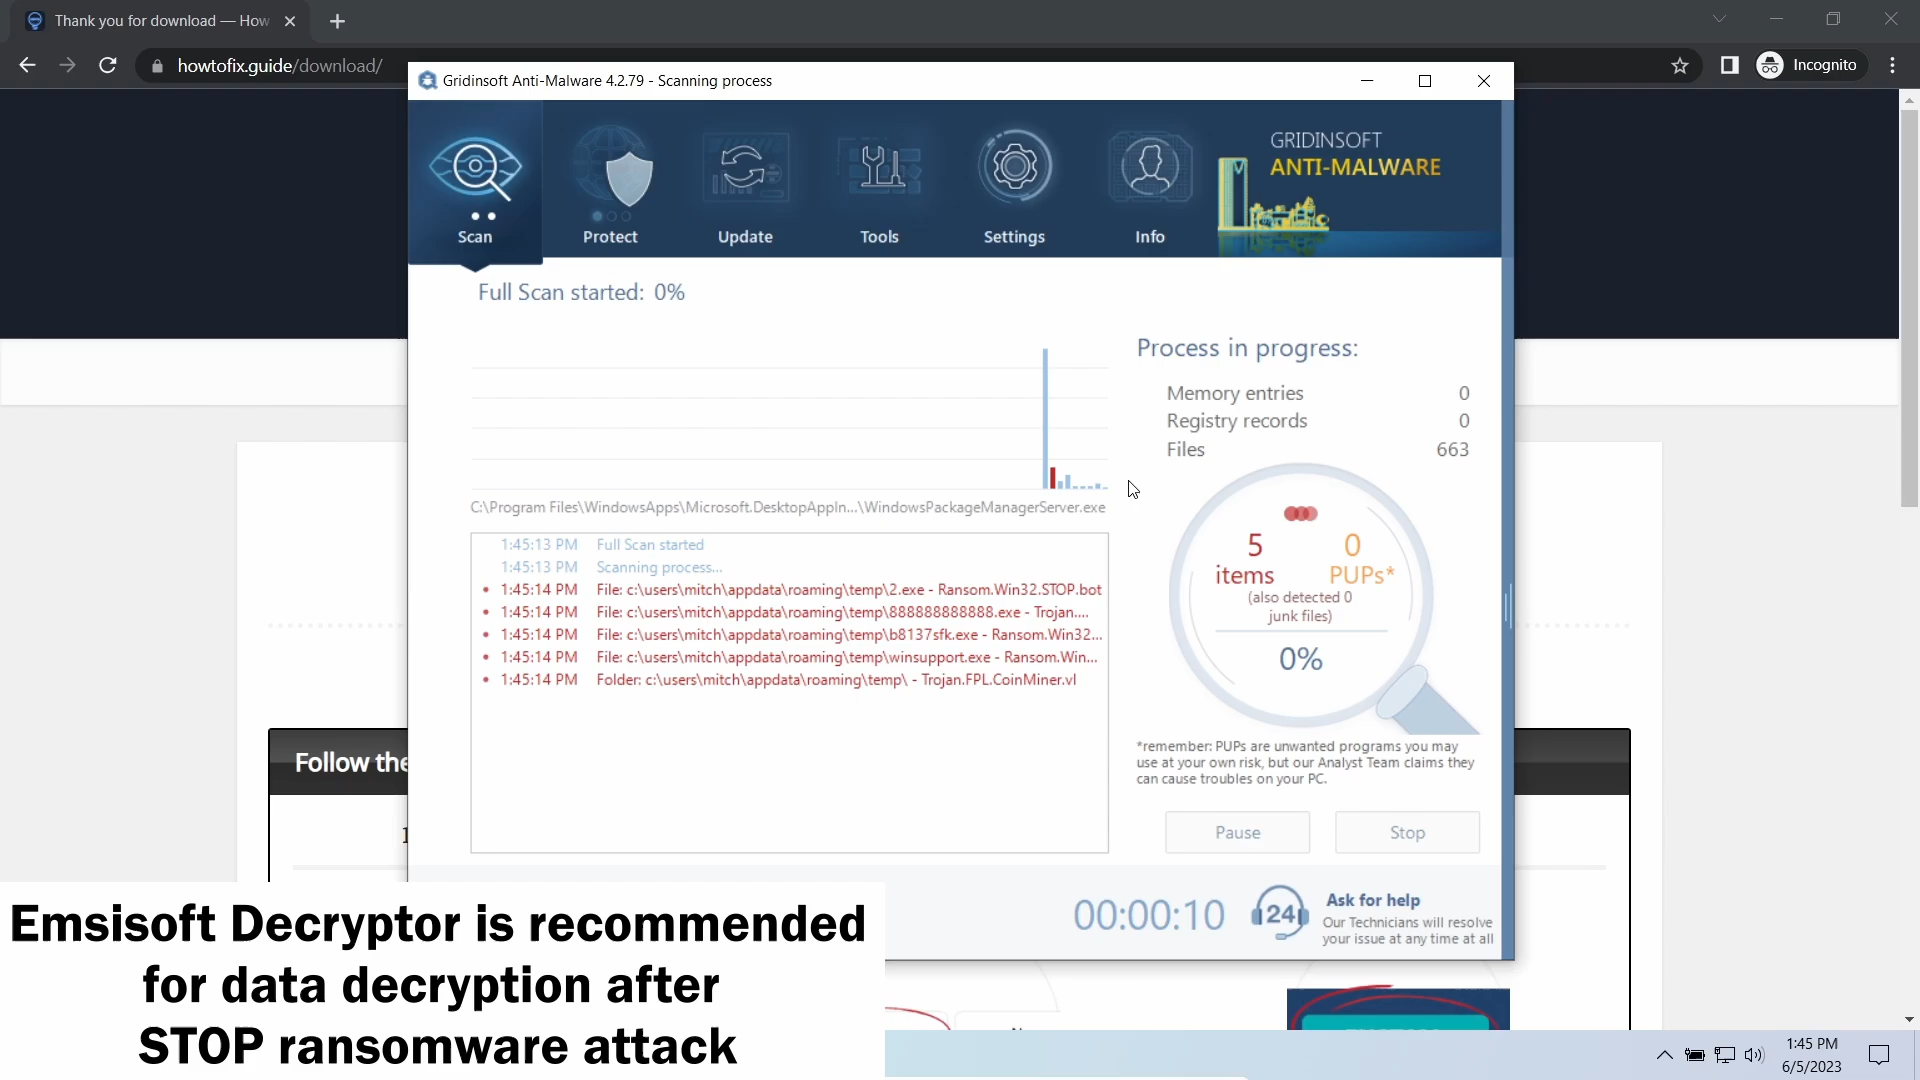 Thank you for download — How
howtofix.guide/download/
Incognito
Gridinsoft Anti-Malware 4.2.79 - Scanning process
Scan
Protect
Update
Tools
Settings
Info
GRIDINSOFT
ANTI-MALWARE
Full Scan started: 0%
Process in progress:
Memory entries 0
Registry records 0
Files 663
C:\Program Files\WindowsApps\Microsoft.DesktopAppIn...\WindowsPackageManagerServer.exe
1:45:13 PM Full Scan started
1:45:13 PM Scanning process...
• 1:45:14 PM File: c:\users\mitch\appdata\roaming\temp\2.exe - Ransom.Win32.STOP.bot
• 1:45:14 PM File: c:\users\mitch\appdata\roaming\temp\888888888888.exe - Trojan....
• 1:45:14 PM File: c:\users\mitch\appdata\roaming\temp\b8137sfk.exe - Ransom.Win32...
• 1:45:14 PM File: c:\users\mitch\appdata\roaming\temp\winsupport.exe - Ransom.Win...
• 1:45:14 PM Folder: c:\users\mitch\appdata\roaming\temp\ - Trojan.FPL.CoinMiner.vl
5 0
items PUPs*
(also detected 0
junk files)
0%
*remember: PUPs are unwanted programs you may
use at your own risk, but our Analyst Team claims they
can cause troubles on your PC.
Pause
Stop
00:00:10
24
Ask for help
Our Technicians will resolve
your issue at any time at all
Follow the
1
Emsisoft Decryptor is recommended
for data decryption after
STOP ransomware attack
1:45 PM
6/5/2023